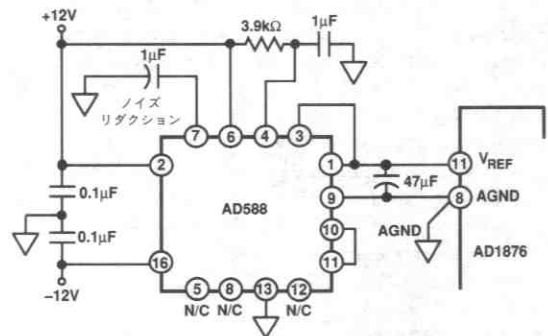 +12V
3.9kΩ
1μF
1μF
ノイズ
リダクション
7
6
4
3
2
1
11
VREF
0.1μF
47μF
9
8
AGND
AD588
10
AGND
0.1μF
11
AD1876
16
–12V
5
8
13
12
N/C
N/C
N/C